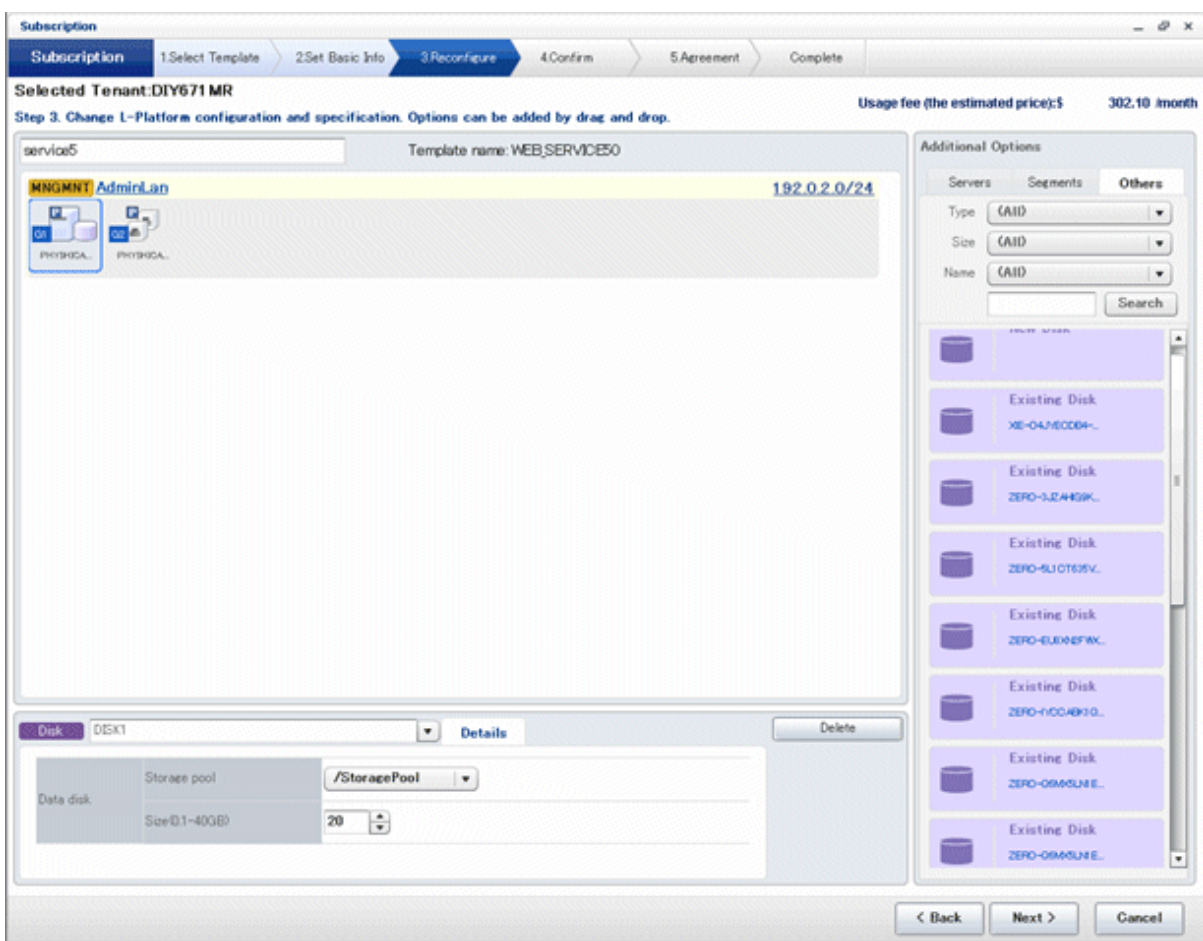 Subscription
Subscription 1.Select Template 2.Set Basic Info 3.Reconfigure 4.Confirm 5.Agreement Complete
Selected Tenant:DIY671MR
Usage fee (the estimated price):$ 302.10 /month
Step 3. Change L-Platform configuration and specification. Options can be added by drag and drop.
service5 Template name: WEB_SERVICE50
MNGMNT AdminLan 192.0.2.0/24
PHYSICA... PHYSICA...
Additional Options
Servers Segments Others
Type (All)
Size (All)
Name (All)
Search
New Disk
Existing Disk
Existing Disk
Existing Disk
Existing Disk
Existing Disk
Existing Disk
Existing Disk
Disk DISK1 Details Delete
Data disk
Storage pool /StoragePool
Size(0.1-40GB) 20
< Back Next > Cancel